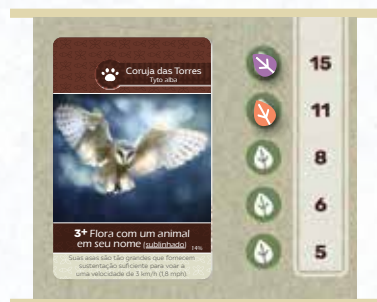 Coruja das Torres
Tyto alba
3+ Flora com um animal
em seu nome (sublinhado) 14%
Suas asas são tão grandes que fornecem
sustentação suficiente para voar a
uma velocidade de 3 km/h (1,8 mph).
15
11
8
6
5